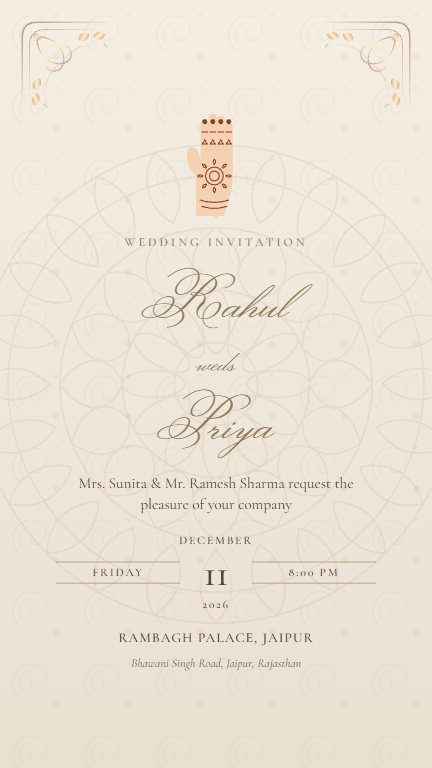 WEDDING INVITATION
Rahul
weds
Priya
Mrs. Sunita & Mr. Ramesh Sharma request the
pleasure of your company
DECEMBER
FRIDAY 11 8:00 PM
2026
RAMBAGH PALACE, JAIPUR
Bhawani Singh Road, Jaipur, Rajasthan